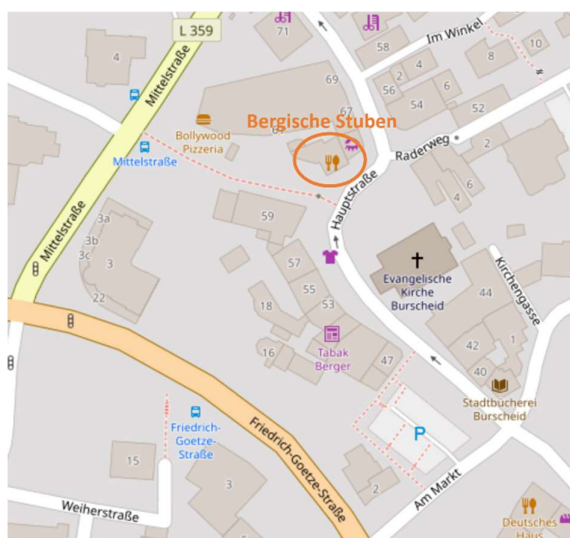 L 359
71
Im Winkel
10
58
8
4
Mittelstraße
69
2
4
56
54
52
67
Bergische Stuben
Bollywood
Pizzeria
Mittelstraße
Raderweg
2
6
4
Hauptstraße
59
3a
3b
3c
3
Mittelstraße
22
57
55
53
18
16
Evangelische
Kirche
Burscheid
Kirchengasse
44
42
40
1
Tabak
Berger
47
Stadtbücherei
Burscheid
P
Friedrich-
Goetze-
Straße
Friedrich-Goetze-Straße
15
3
2
Am Markt
Weiherstraße
Deutsches
Haus